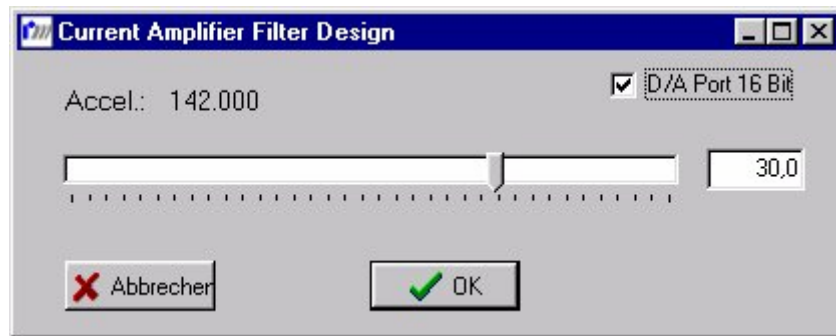 Current Amplifier Filter Design
Accel.: 142.000
D/A Port 16 Bit
30,0
Abbrecher
OK